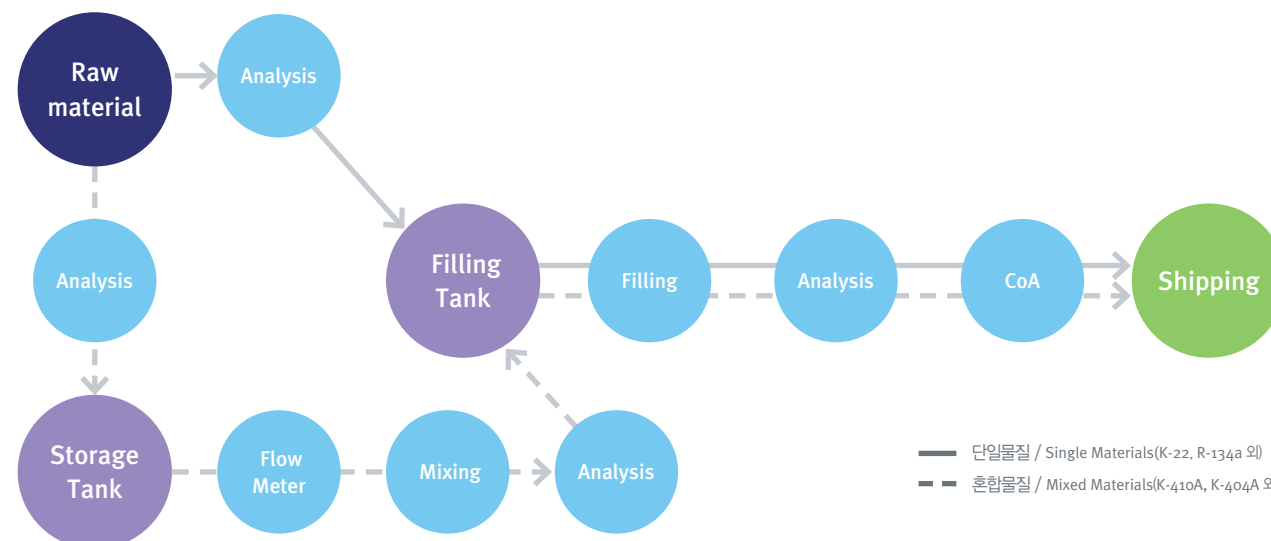 Raw
material
Analysis
Analysis
Filling
Tank
Filling
Analysis
CoA
Shipping
Storage
Tank
Flow
Meter
Mixing
Analysis
단일물질 / Single Materials(K-22, R-134a 외)
혼합물질 / Mixed Materials(K-410A, K-404A 외